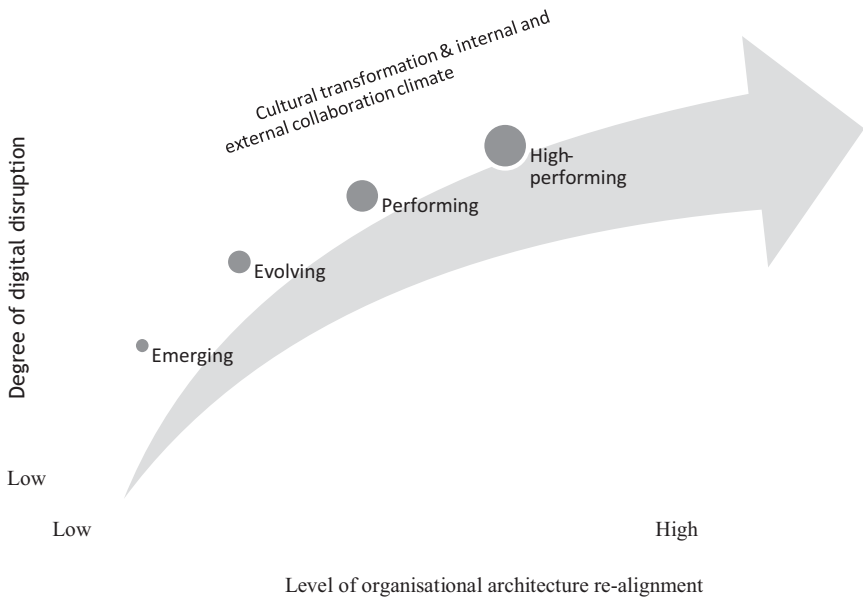 Cultural transformation & internal and
external collaboration climate
Degree of digital disruption
High-
performing
Performing
Evolving
Emerging
Low
Low
High
Level of organisational architecture re-alignment